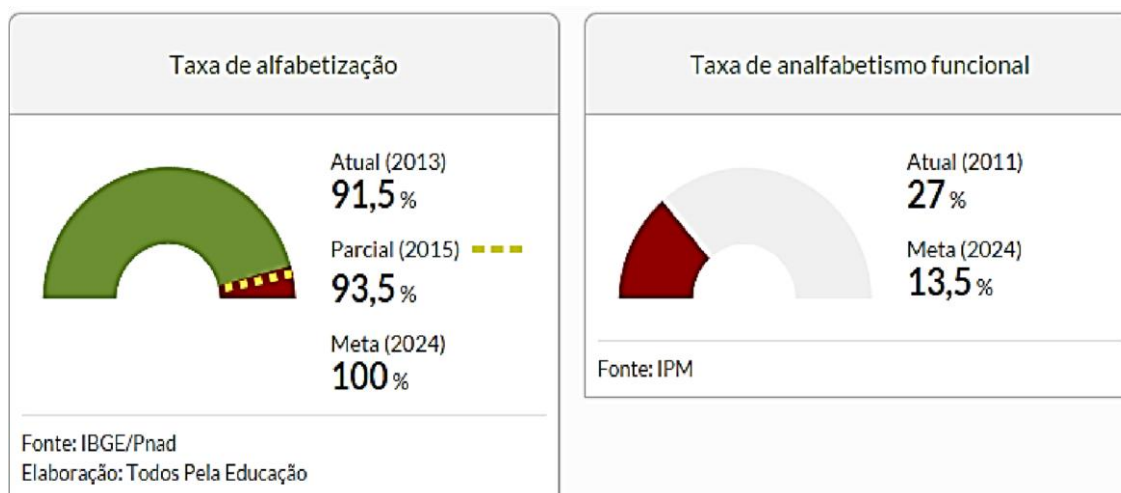 Taxa de alfabetização
Atual (2013)
91,5 %
Parcial (2015)
93,5 %
Meta (2024)
100 %
Fonte: IBGE/Pnad
Elaboração: Todos Pela Educação
Taxa de analfabetismo funcional
Atual (2011)
27 %
Meta (2024)
13,5 %
Fonte: IPM